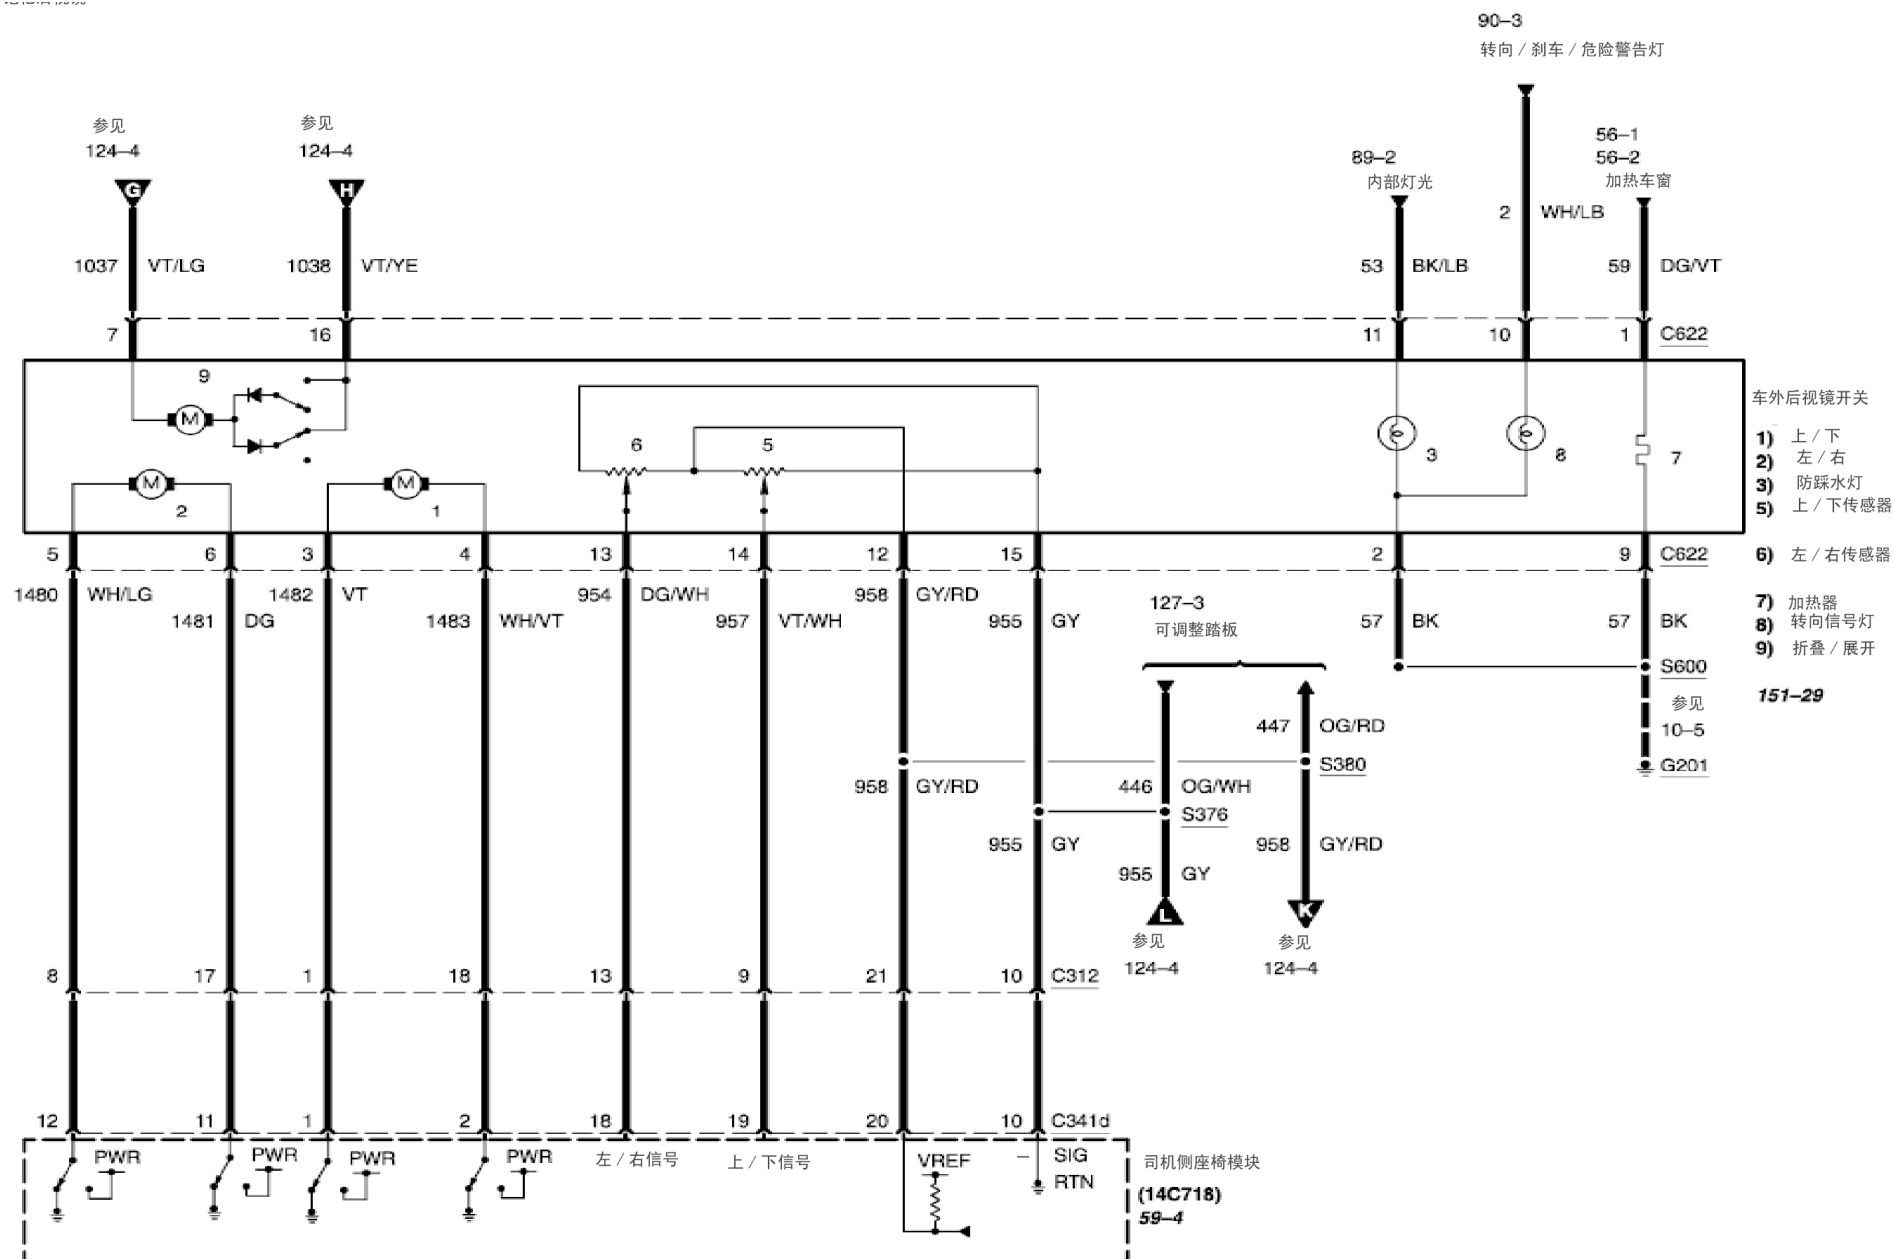 90–3
转向 / 刹车 / 危险警告灯
参见
124–4
参见
124–4
56–1
56–2
加热车窗
89–2
内部灯光
G
H
2 WH/LB
1037 VT/LG
1038 VT/YE
53 BK/LB
59 DG/VT
7
16
11
10
1
C622
9
M
6
5
3
8
7
M
2
M
1
车外后视镜开关
1) 上 / 下
2) 左 / 右
3) 防踩水灯
5) 上 / 下传感器
6) 左 / 右传感器
7) 加热器
8) 转向信号灯
9) 折叠 / 展开
151–29
5
6
3
4
13
14
12
15
2
9
C622
1480 WH/LG
1481 DG
1482 VT
1483 WH/VT
954 DG/WH
957 VT/WH
958 GY/RD
955 GY
127–3
可调整踏板
57 BK
57 BK
S600
参见
10–5
G201
447 OG/RD
S380
958 GY/RD
446 OG/WH
S376
955 GY
958 GY/RD
955 GY
L
K
参见
124–4
参见
124–4
8
17
1
18
13
9
21
10
C312
12
11
1
2
18
19
20
10
C341d
PWR
PWR
PWR
PWR
左 / 右信号
上 / 下信号
VREF
SIG
RTN
司机侧座椅模块
(14C718)
59–4